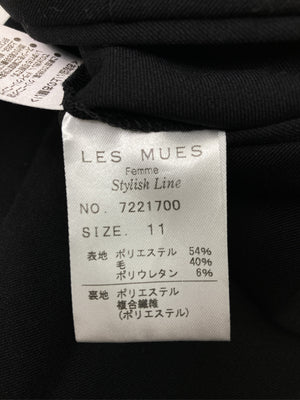 LES MUES
Femme
Stylish Line
NO. 7221700
SIZE. 11
表地 ポリエステル 54%
毛 40%
ポリウレタン 6%
裏地 ポリエステル
複合繊維
(ポリエステル)